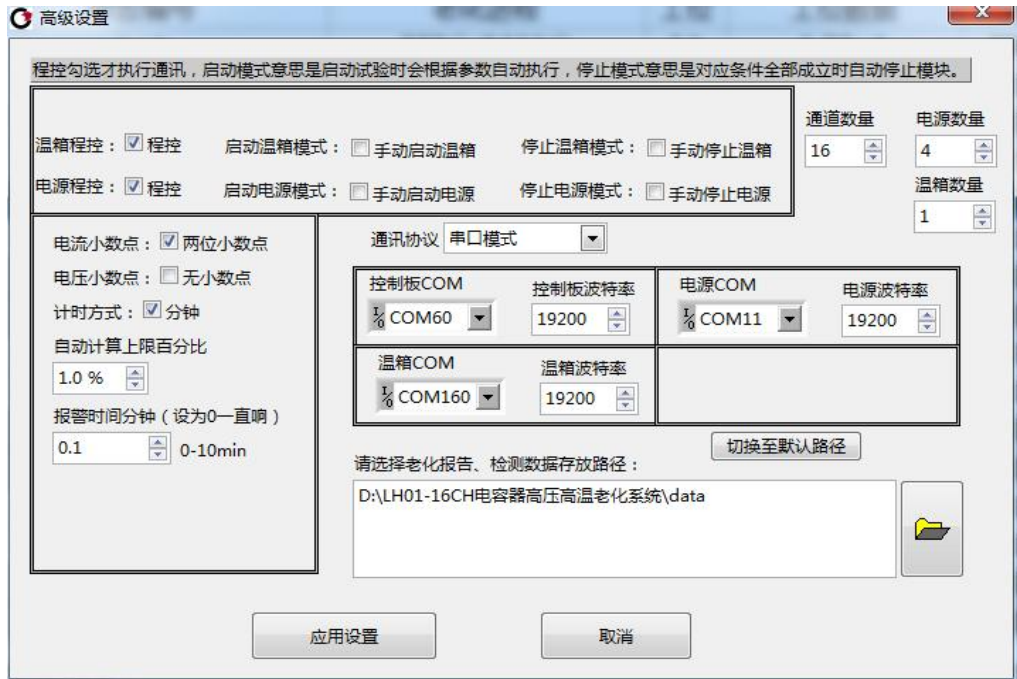 高级设置
程控勾选才执行通讯，启动模式意思是启动试验时会根据参数自动执行，停止模式意思是对应条件全部成立时自动停止模块。
温箱程控： 程控 启动温箱模式： 手动启动温箱 停止温箱模式： 手动停止温箱
电源程控： 程控 启动电源模式： 手动启动电源 停止电源模式： 手动停止电源
通道数量 电源数量
16 4
温箱数量
1
电流小数点： 两位小数点
电压小数点： 无小数点
计时方式： 分钟
自动计算上限百分比
1.0 %
报警时间分钟（设为0一直响）
0.1 0-10min
通讯协议 串口模式
控制板COM 控制板波特率 电源COM 电源波特率
COM60 19200 COM11 19200
温箱COM 温箱波特率
COM160 19200
切换至默认路径
请选择老化报告、检测数据存放路径：
D:\LH01-16CH电容器高压高温老化系统\data
应用设置 取消